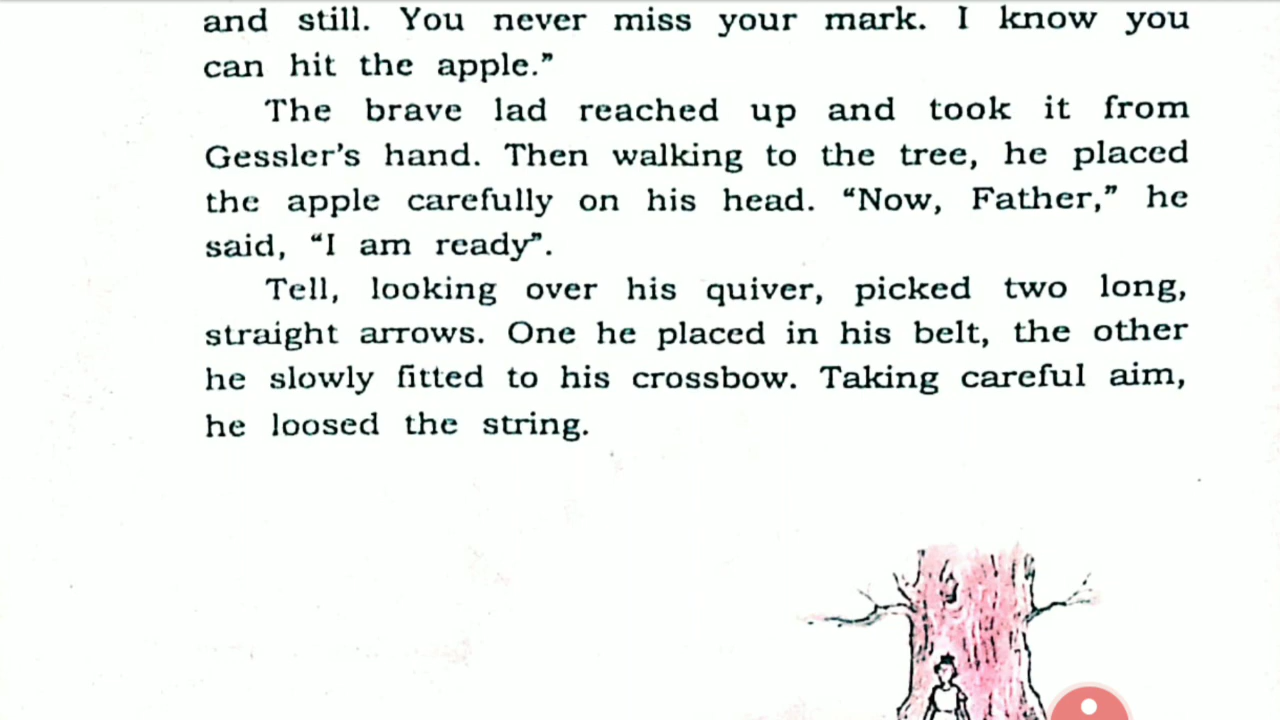 and still. You never miss your mark. I know you
can hit the apple.”
The brave lad reached up and took it from
Gessler’s hand. Then walking to the tree, he placed
the apple carefully on his head. “Now, Father,” he
said, “I am ready”.
Tell, looking over his quiver, picked two long,
straight arrows. One he placed in his belt, the other
he slowly fitted to his crossbow. Taking careful aim,
he loosed the string.